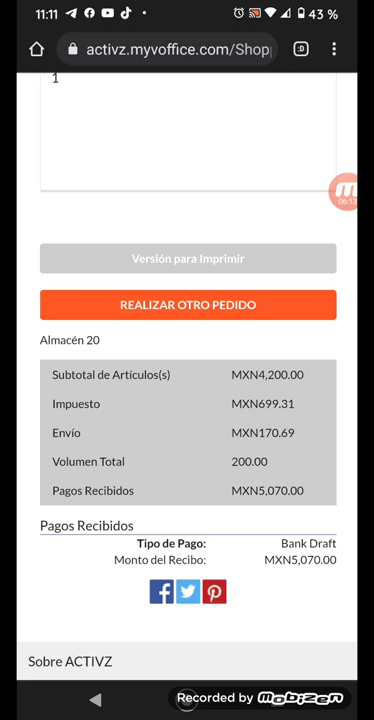 11:11
43 %
activz.myvoffice.com/Shop
:D
1
06:13
Versión para Imprimir
REALIZAR OTRO PEDIDO
Almacén 20
Subtotal de Artículos(s) MXN4,200.00
Impuesto MXN699.31
Envío MXN170.69
Volumen Total 200.00
Pagos Recibidos MXN5,070.00
Pagos Recibidos
Tipo de Pago: Bank Draft
Monto del Recibo: MXN5,070.00
Sobre ACTIVZ
Recorded by mobizen